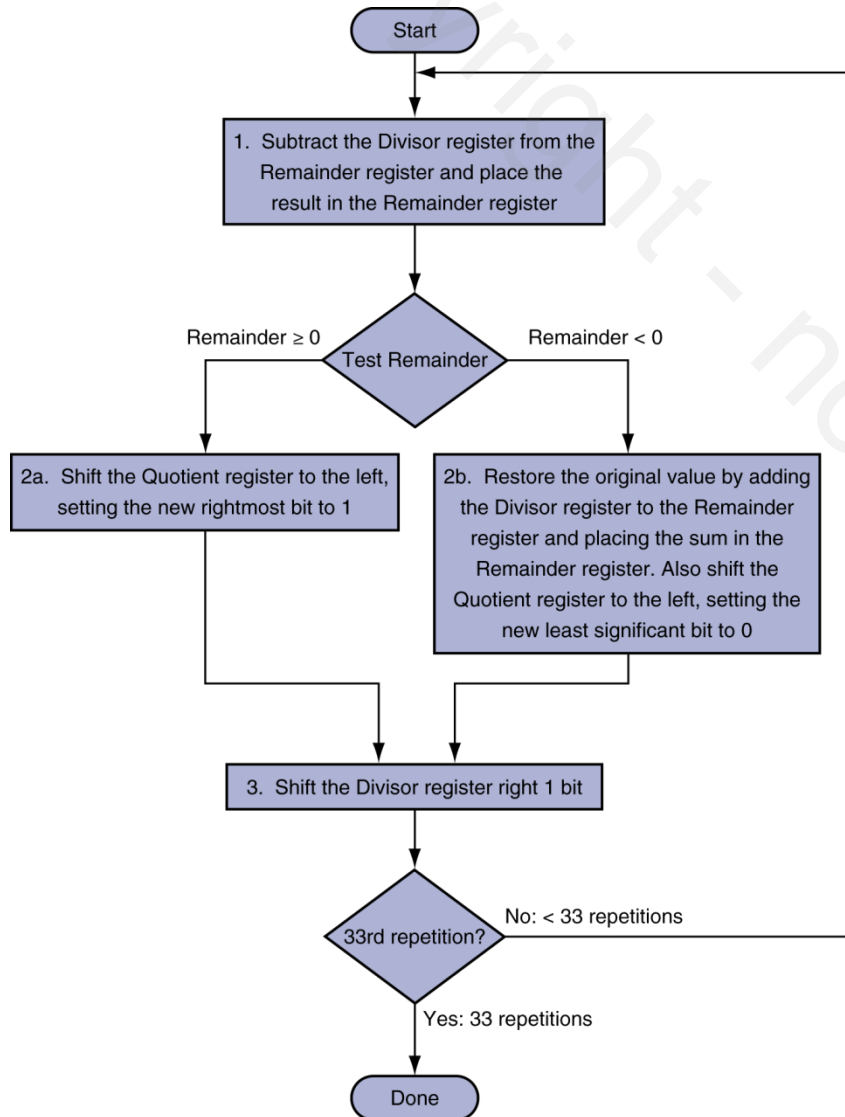 Start
1. Subtract the Divisor register from the
Remainder register and place the
result in the Remainder register
Remainder ≥ 0
Remainder < 0
Test Remainder
2a. Shift the Quotient register to the left,
setting the new rightmost bit to 1
2b. Restore the original value by adding
the Divisor register to the Remainder
register and placing the sum in the
Remainder register. Also shift the
Quotient register to the left, setting the
new least significant bit to 0
3. Shift the Divisor register right 1 bit
No: < 33 repetitions
33rd repetition?
Yes: 33 repetitions
Done